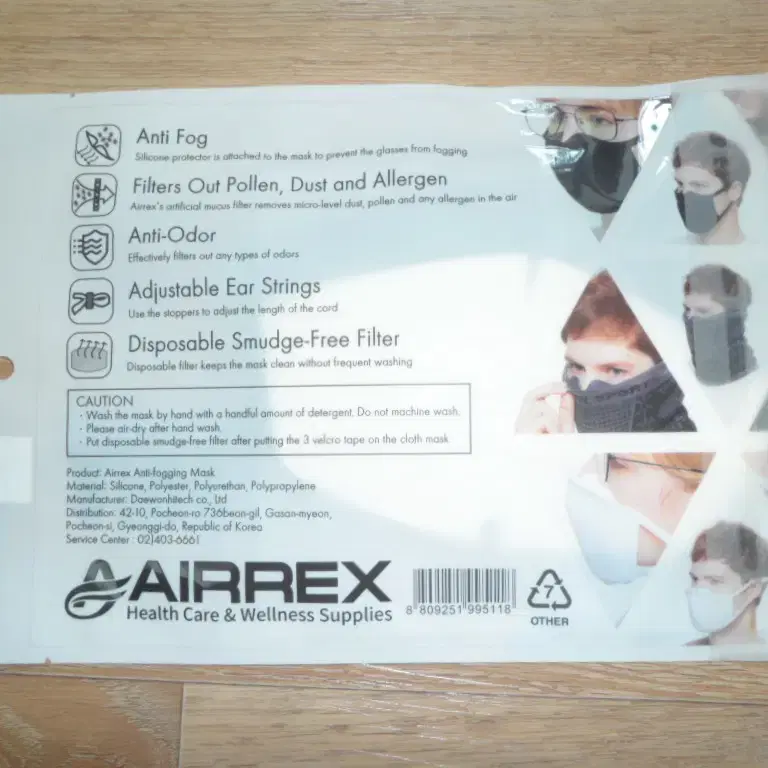 Anti Fog
Silicone protector is attached to the mask to prevent the glasses from fogging
Filters Out Pollen, Dust and Allergen
Airrex's artificial mucus filter removes micro-level dust, pollen and any allergen in the air
Anti-Odor
Effectively filters out any types of odors
Adjustable Ear Strings
Use the stoppers to adjust the length of the cord
Disposable Smudge-Free Filter
Disposable filter keeps the mask clean without frequent washing
CAUTION
· Wash the mask by hand with a handful amount of detergent. Do not machine wash.
· Please air-dry after hand wash.
· Put disposable smudge-free filter after putting the 3 velcro tape on the cloth mask
Product: Airrex Anti-fogging Mask
Material: Silicone, Polyester, Polyurethan, Polypropylene
Manufacturer: Daewonhitech co., ltd
Distribution: 42-10, Pocheon-ro 736beon-gil, Gasan-myeon,
Pocheon-si, Gyeonggi-do, Republic of Korea
Service Center : 02)403-6661
AIRREX
Health Care & Wellness Supplies
8 809251 995118
7
OTHER